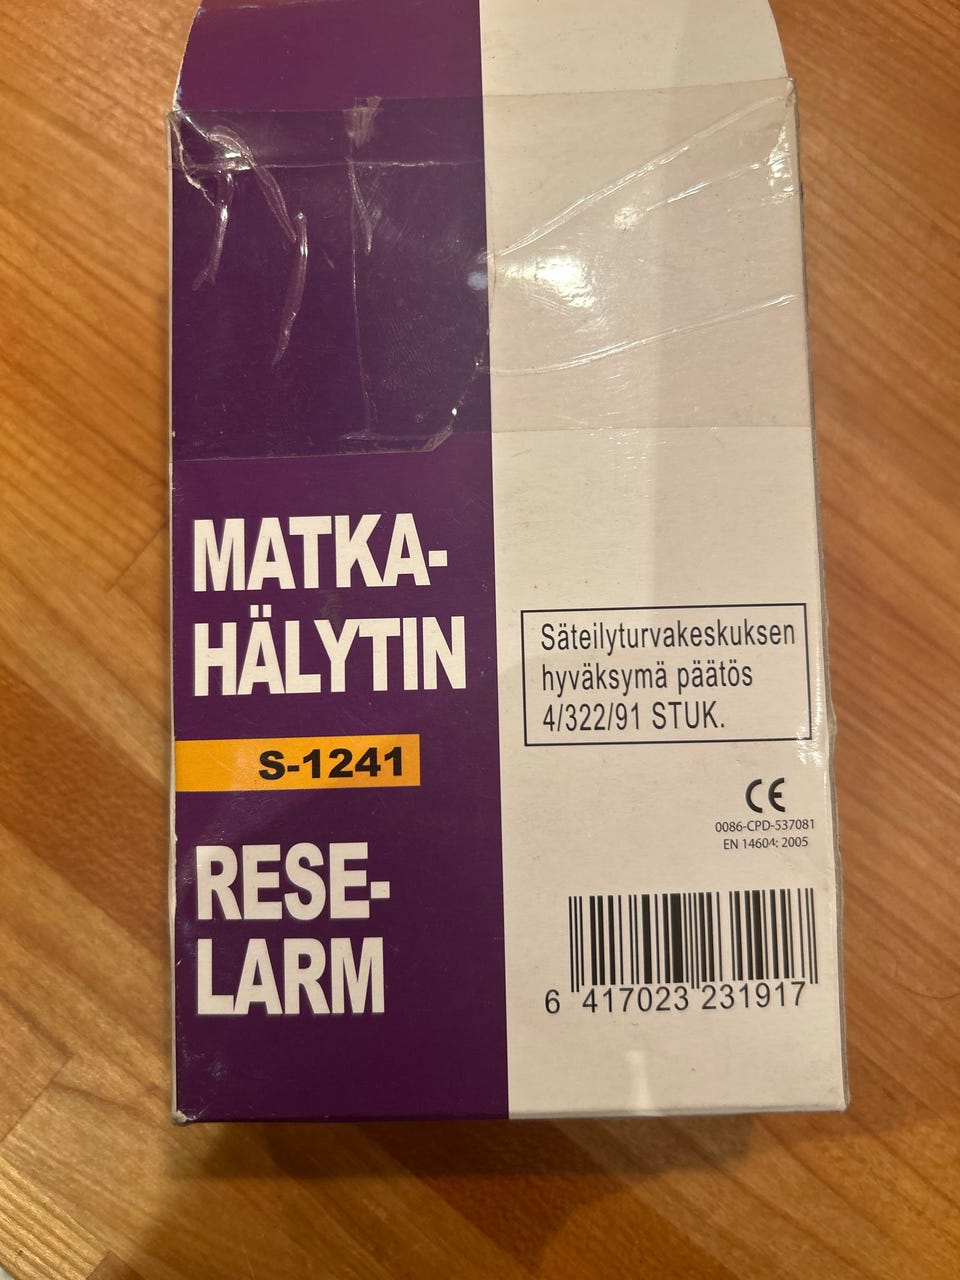 MATKA-
HÄLYTIN
S-1241
RESE-
LARM
Säteilyturvakeskuksen
hyväksymä päätös
4/322/91 STUK.
CE
0086-CPD-537081
EN 14604: 2005
6 417023 231917